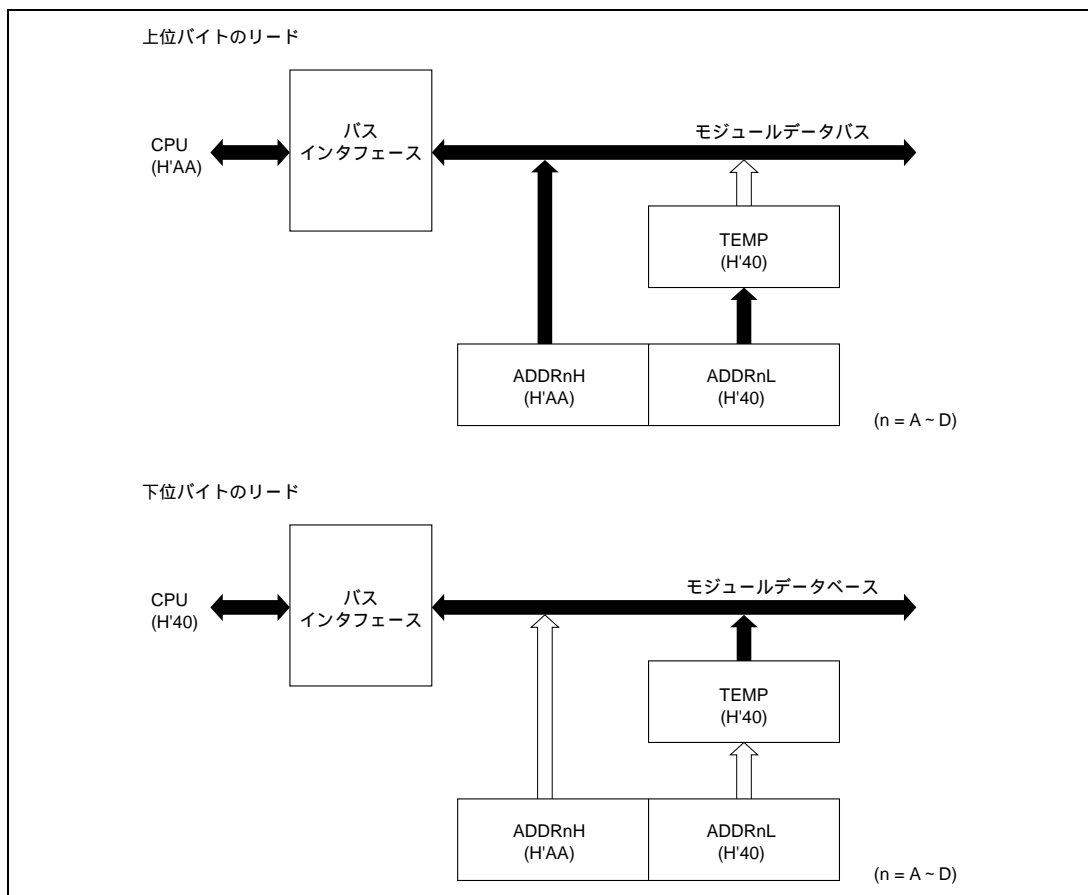 上位バイトのリード
CPU
(H'AA)
バス
インタフェース
モジュールデータバス
TEMP
(H'40)
ADDRnH
(H'AA)
ADDRnL
(H'40)
(n = A ~ D)
下位バイトのリード
CPU
(H'40)
バス
インタフェース
モジュールデータベース
TEMP
(H'40)
ADDRnH
(H'AA)
ADDRnL
(H'40)
(n = A ~ D)